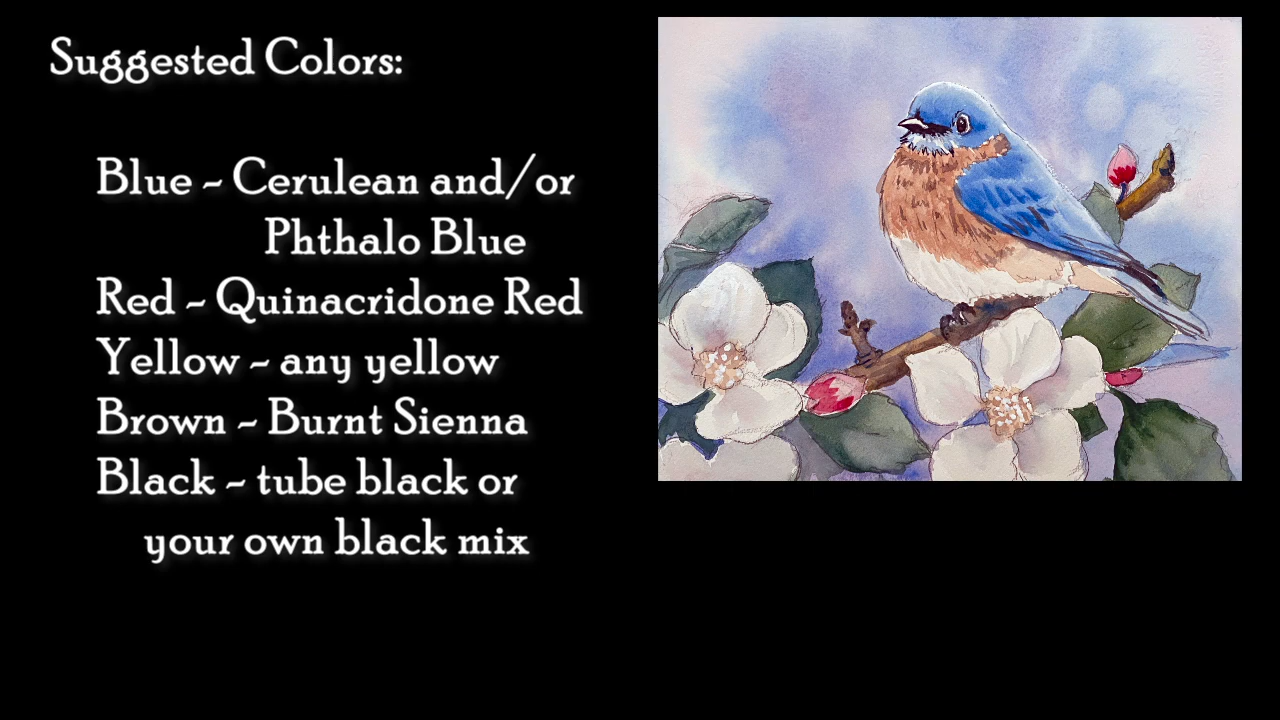 Suggested Colors:
Blue - Cerulean and/or
Phthalo Blue
Red - Quinacridone Red
Yellow - any yellow
Brown - Burnt Sienna
Black - tube black or
your own black mix